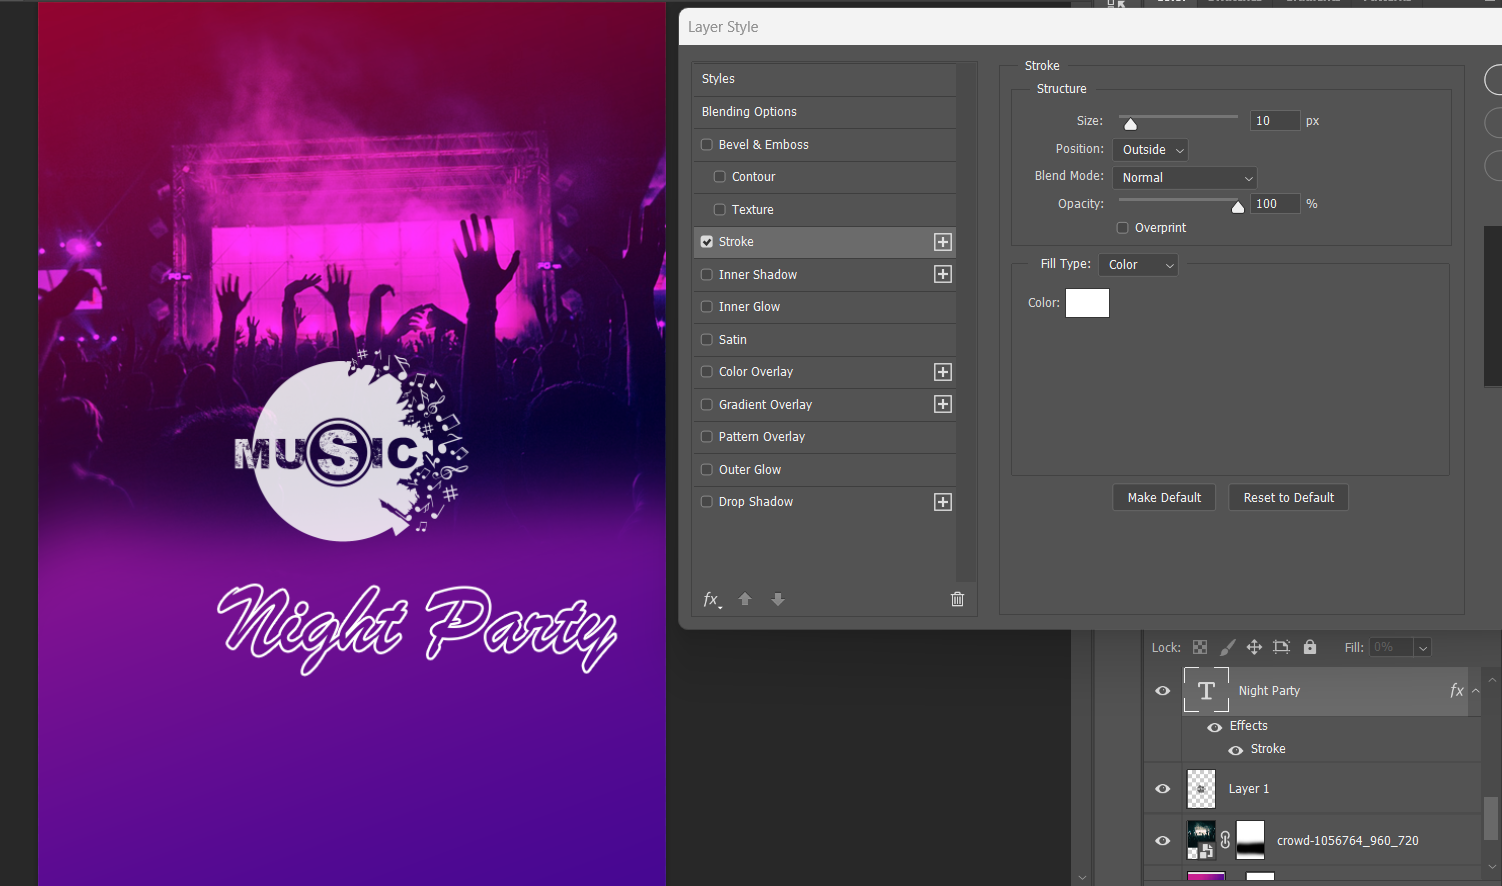 Layer Style
Styles
Blending Options
Bevel & Emboss
Contour
Texture
Stroke
Inner Shadow
Inner Glow
Satin
Color Overlay
Gradient Overlay
Pattern Overlay
Outer Glow
Drop Shadow
fx
Stroke
Structure
Size: 10 px
Position: Outside
Blend Mode: Normal
Opacity: 100 %
Overprint
Fill Type: Color
Color:
Make Default Reset to Default
MUSIC
Night Party
Lock: Fill: 0%
T Night Party fx
Effects
Stroke
Layer 1
crowd-1056764_960_720